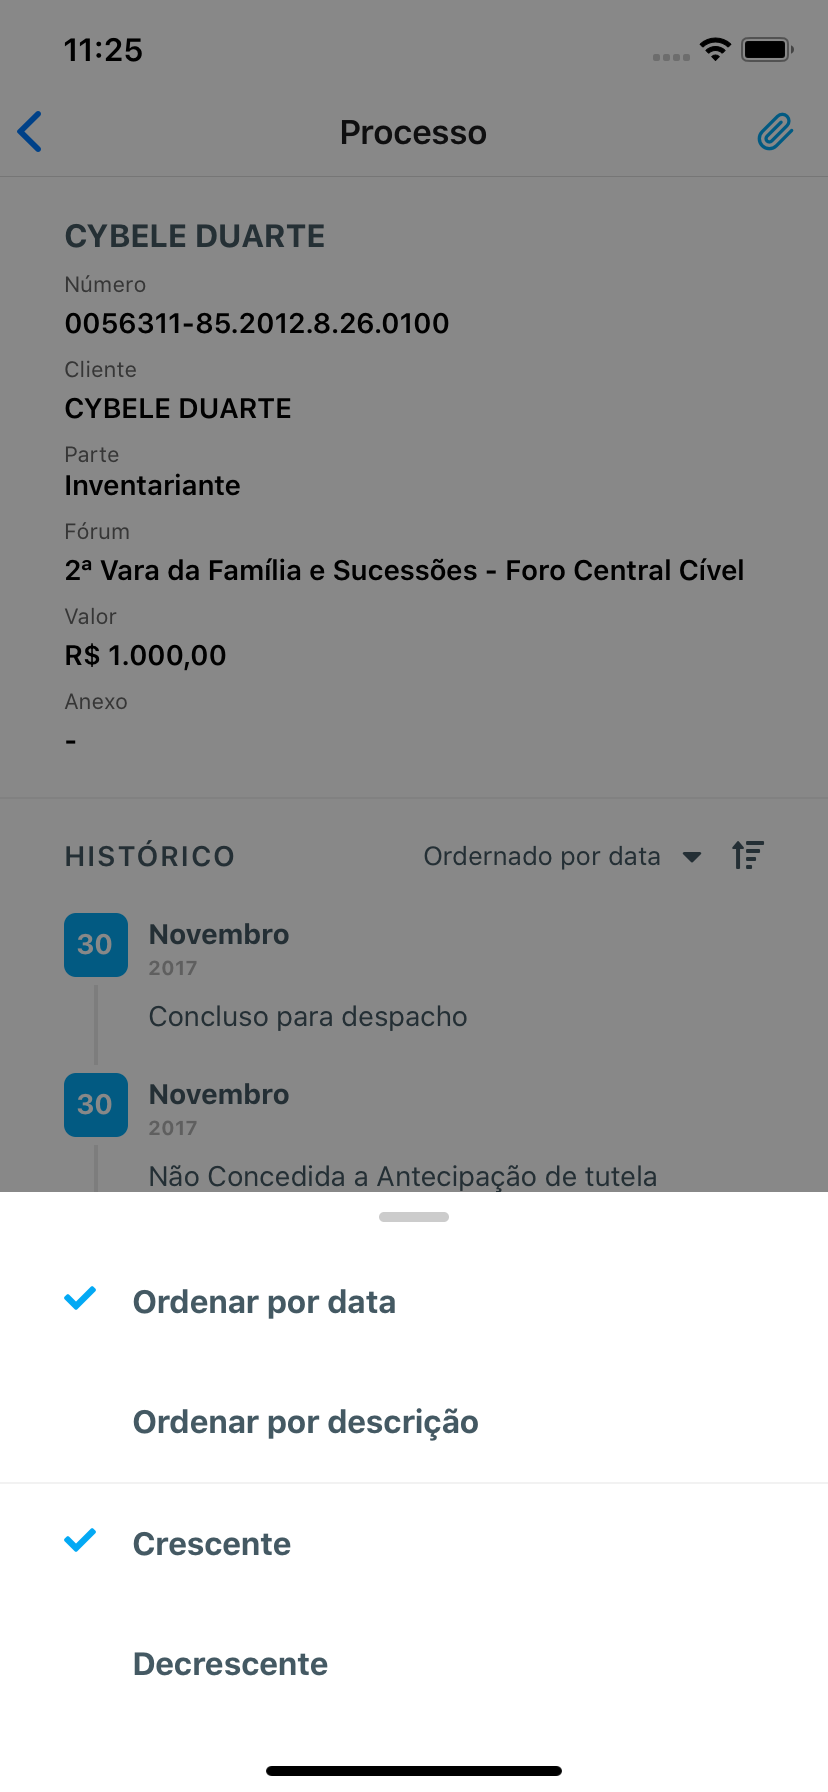 11:25
Processo
CYBELE DUARTE
Número
0056311-85.2012.8.26.0100
Cliente
CYBELE DUARTE
Parte
Inventariante
Fórum
2ª Vara da Família e Sucessões - Foro Central Cível
Valor
R$ 1.000,00
Anexo
-
HISTÓRICO Ordernado por data
30 Novembro
2017
Concluso para despacho
30 Novembro
2017
Não Concedida a Antecipação de tutela
Ordenar por data
Ordenar por descrição
Crescente
Decrescente